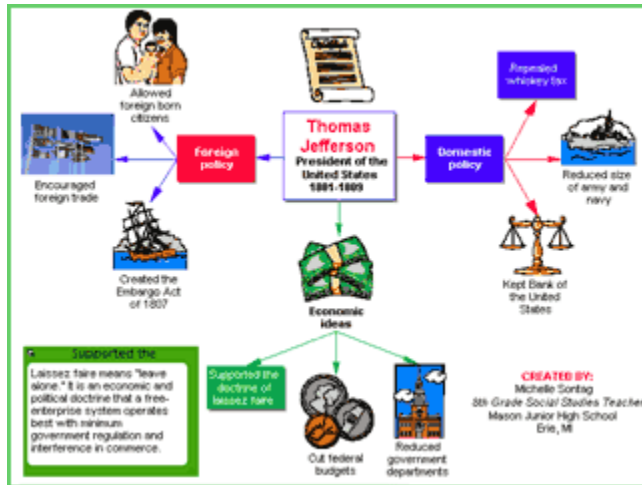 Allowed
foreign born
citizens
Encouraged
foreign trade
Created the
Embargo Act
of 1807
Foreign
policy
Thomas
Jefferson
President of the
United States
1801-1809
Domestic
policy
Repealed
whiskey tax
Reduced size
of army and
navy
Kept Bank of
the United
States
Economic
ideas
Supported the
doctrine of
laissez faire
Cut federal
budgets
Reduced
government
departments
Supported the
Laissez faire means "leave
alone." It is an economic and
political doctrine that a free-
enterprise system operates
best with minimum
government regulation and
interference in commerce.
CREATED BY:
Michelle Sontag
8th Grade Social Studies Teacher
Mason Junior High School
Erie, MI